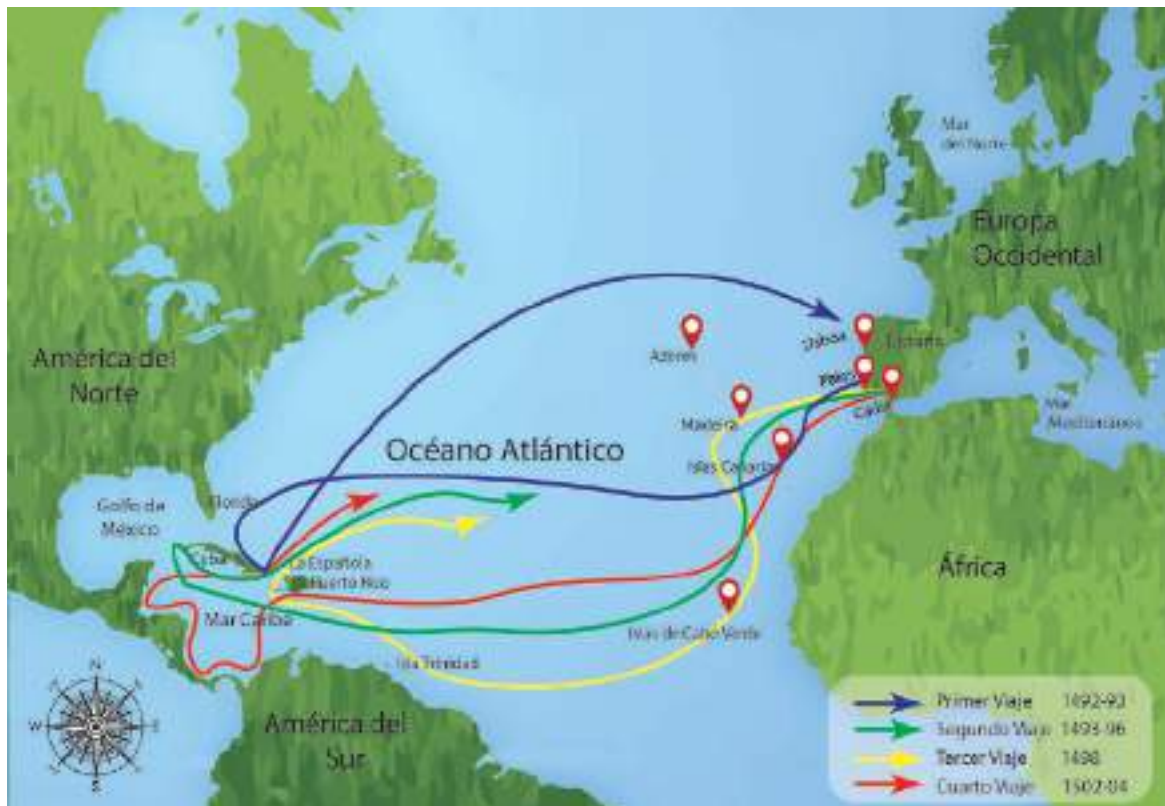 Mar
del Norte
Europa
Occidental
América del
Norte
Azores
Lisboa
España
Palos
Cádiz
Madeira
Mar
Mediterráneo
Océano Atlántico
Islas Canarias
Golfo de
México
Florida
Cuba
La Española
Mar Caribe
África
Islas de Cabo Verde
Isla Trinidad
América del
Sur
N
W
E
S
Primer Viaje 1492-93
Segundo Viaje 1493-96
Tercer Viaje 1498
Cuarto Viaje 1502-04